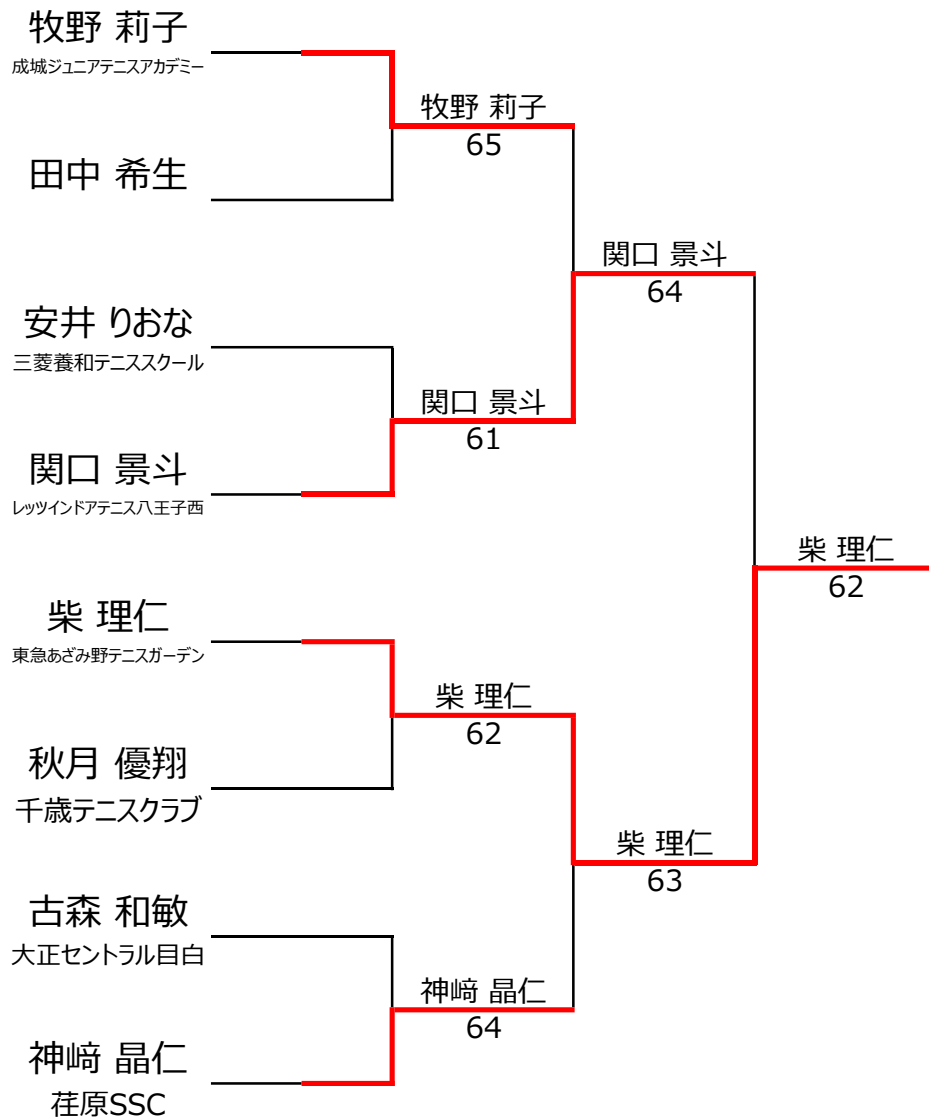 牧野 莉子
成城ジュニアテニスアカデミー
牧野 莉子
65
田中 希生
関口 景斗
64
安井 りおな
三菱養和テニススクール
関口 景斗
61
関口 景斗
レッツインドアテニス八王子西
柴 理仁
62
柴 理仁
東急あざみ野テニスガーデン
柴 理仁
62
秋月 優翔
千歳テニスクラブ
柴 理仁
63
古森 和敏
大正セントラル目白
神﨑 晶仁
64
神﨑 晶仁
荏原SSC